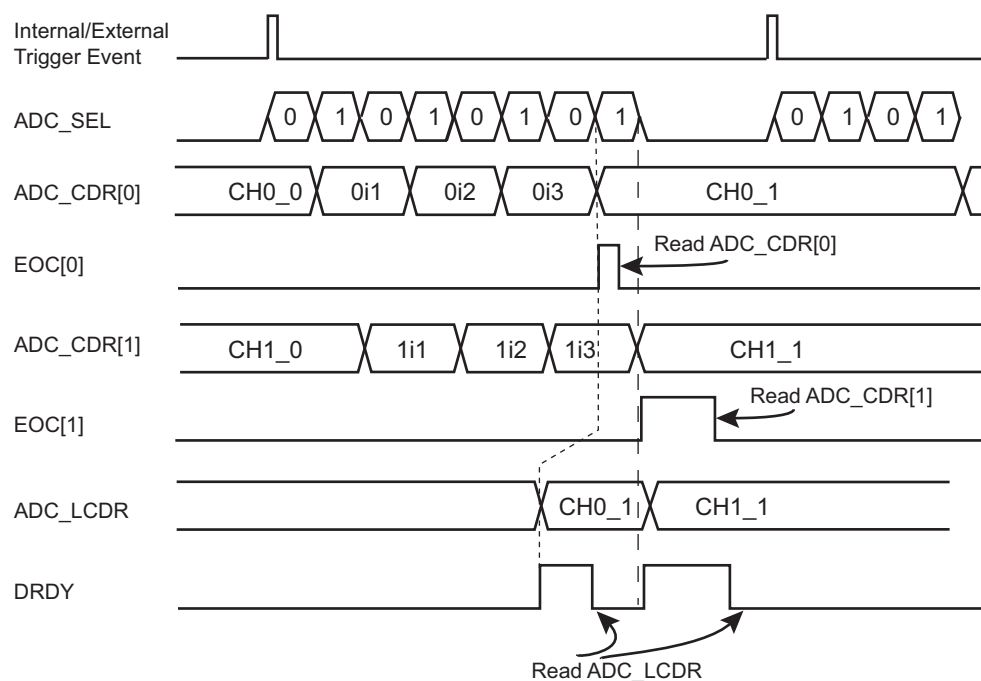 Internal/External
Trigger Event
ADC_SEL
0 1 0 1 0 1 0 1 0 1 0 1
ADC_CDR[0]
CH0_0 0i1 0i2 0i3 CH0_1
EOC[0]
Read ADC_CDR[0]
ADC_CDR[1]
CH1_0 1i1 1i2 1i3 CH1_1
EOC[1]
Read ADC_CDR[1]
ADC_LCDR
CH0_1 CH1_1
DRDY
Read ADC_LCDR